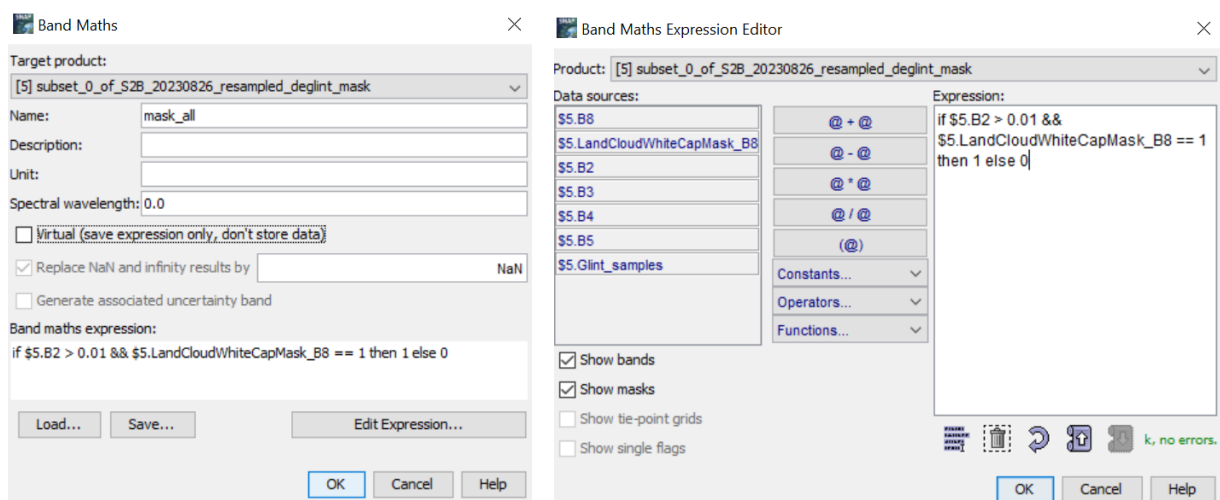 SNAP
Band Maths
Target product:
[5] subset_0_of_S2B_20230826_resampled_deglint_mask
Name:
mask_all
Description:
Unit:
Spectral wavelength:
0.0
Virtual (save expression only, don't store data)
Replace NaN and infinity results by
NaN
Generate associated uncertainty band
Band maths expression:
if $5.B2 > 0.01 && $5.LandCloudWhiteCapMask_B8 == 1 then 1 else 0
Load...
Save...
Edit Expression...
OK
Cancel
Help
SNAP
Band Maths Expression Editor
Product:
[5] subset_0_of_S2B_20230826_resampled_deglint_mask
Data sources:
$5.B8
$5.LandCloudWhiteCapMask_B8
$5.B2
$5.B3
$5.B4
$5.B5
$5.Glint_samples
@ + @
@ - @
@ * @
@ / @
(@)
Constants...
Operators...
Functions...
Expression:
if $5.B2 > 0.01 &&
$5.LandCloudWhiteCapMask_B8 == 1
then 1 else 0
Show bands
Show masks
Show tie-point grids
Show single flags
k, no errors.
OK
Cancel
Help